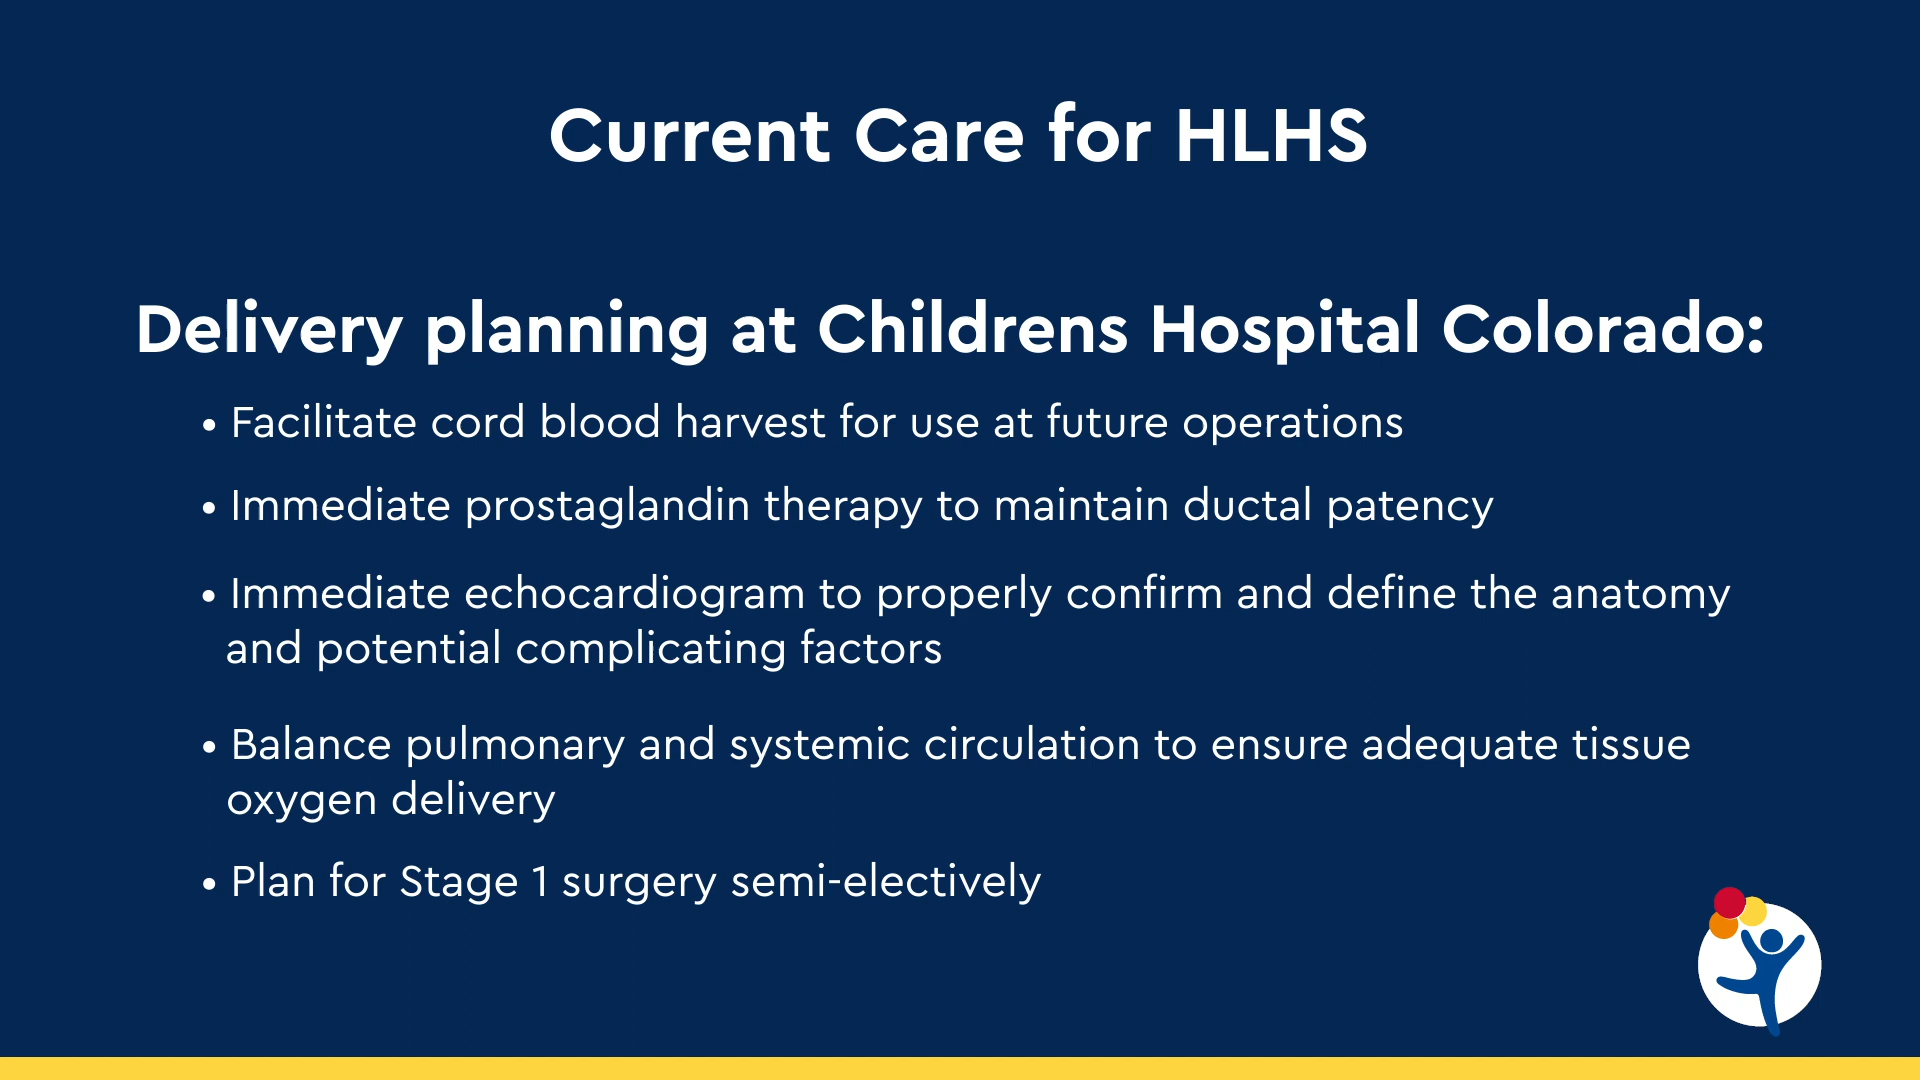 Current Care for HLHS
Delivery planning at Childrens Hospital Colorado:
• Facilitate cord blood harvest for use at future operations
• Immediate prostaglandin therapy to maintain ductal patency
• Immediate echocardiogram to properly confirm and define the anatomy
and potential complicating factors
• Balance pulmonary and systemic circulation to ensure adequate tissue
oxygen delivery
• Plan for Stage 1 surgery semi-electively